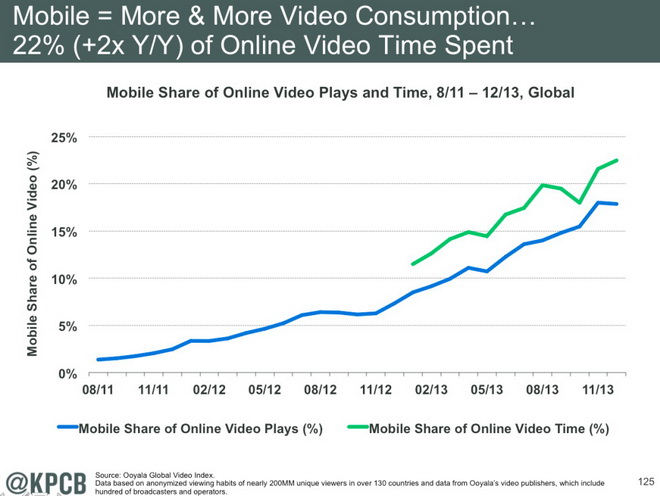 Mobile = More & More Video Consumption…
22% (+2x Y/Y) of Online Video Time Spent
Mobile Share of Online Video Plays and Time, 8/11 – 12/13, Global
Mobile Share of Online Video (%)
25%
20%
15%
10%
5%
0%
08/11 11/11 02/12 05/12 08/12 11/12 02/13 05/13 08/13 11/13
Mobile Share of Online Video Plays (%) Mobile Share of Online Video Time (%)
@KPCB
Source: Ooyala Global Video Index.
Data based on anonymized viewing habits of nearly 200MM unique viewers in over 130 countries and data from Ooyala's video publishers, which include
hundred of broadcasters and operators.
125